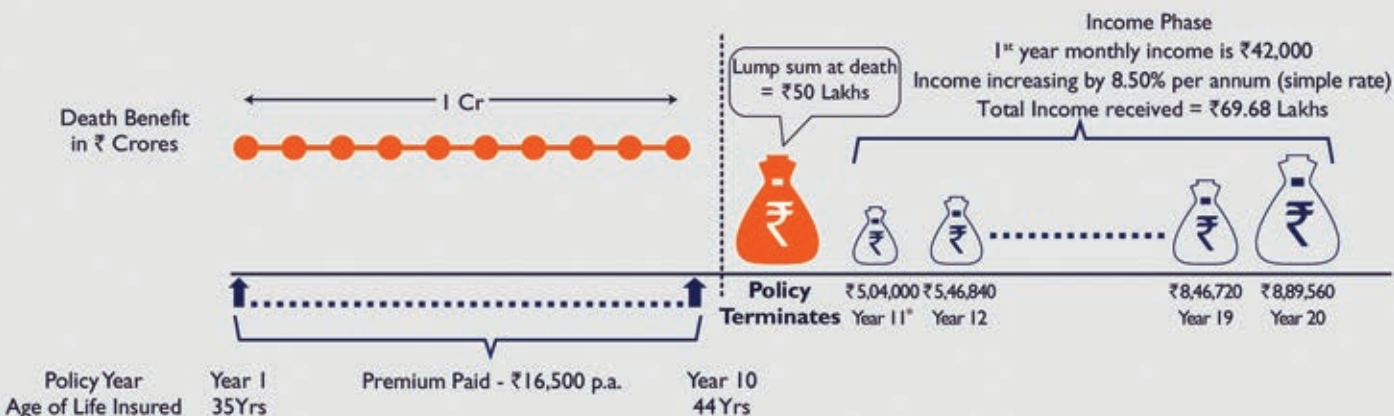 Income Phase
1st year monthly income is ₹42,000
Income increasing by 8.50% per annum (simple rate)
Total Income received = ₹69.68 Lakhs
Lump sum at death
= ₹50 Lakhs
1 Cr
Death Benefit
in ₹ Crores
₹
₹
₹
₹
₹
Policy
Terminates
₹5,04,000
Year 11*
₹5,46,840
Year 12
₹8,46,720
Year 19
₹8,89,560
Year 20
Policy Year
Age of Life Insured
Year 1
35Yrs
Premium Paid - ₹16,500 p.a.
Year 10
44Yrs